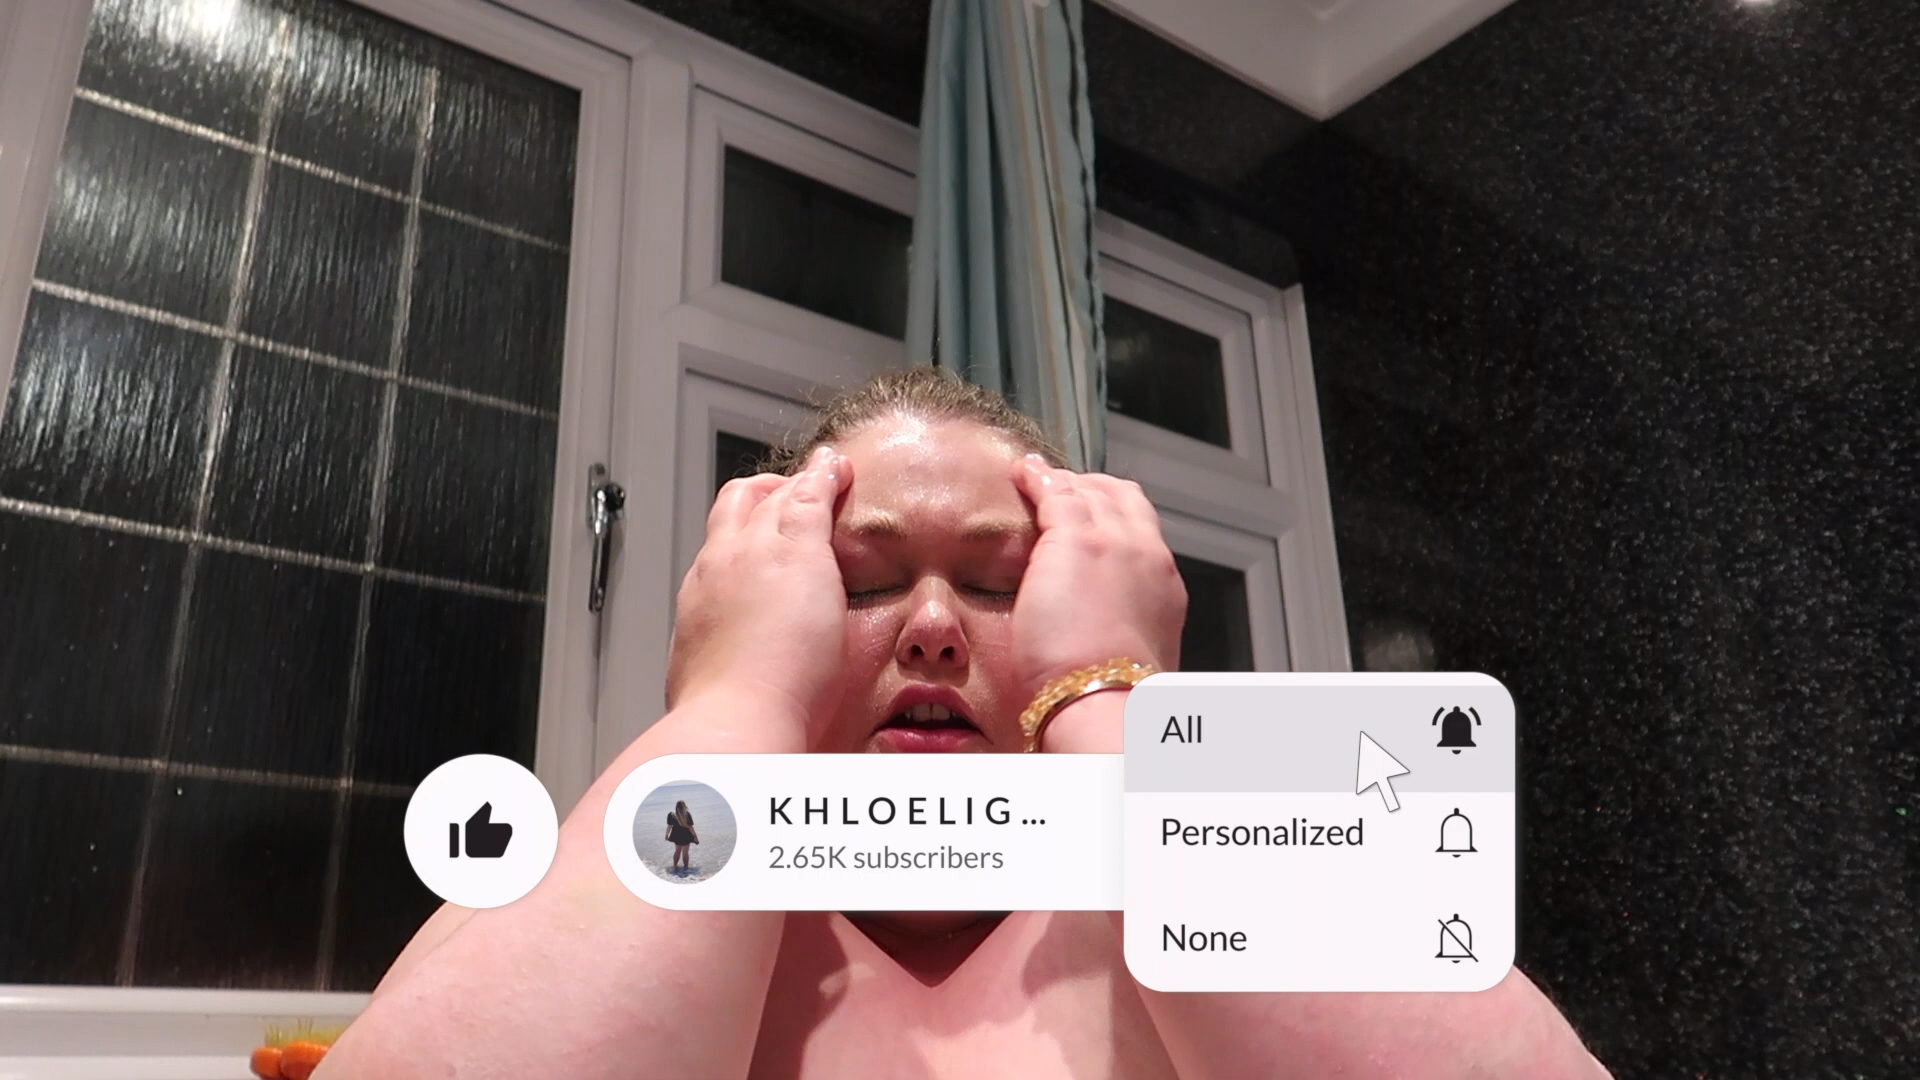 KHLOELIG...
2.65K subscribers
All
Personalized
None